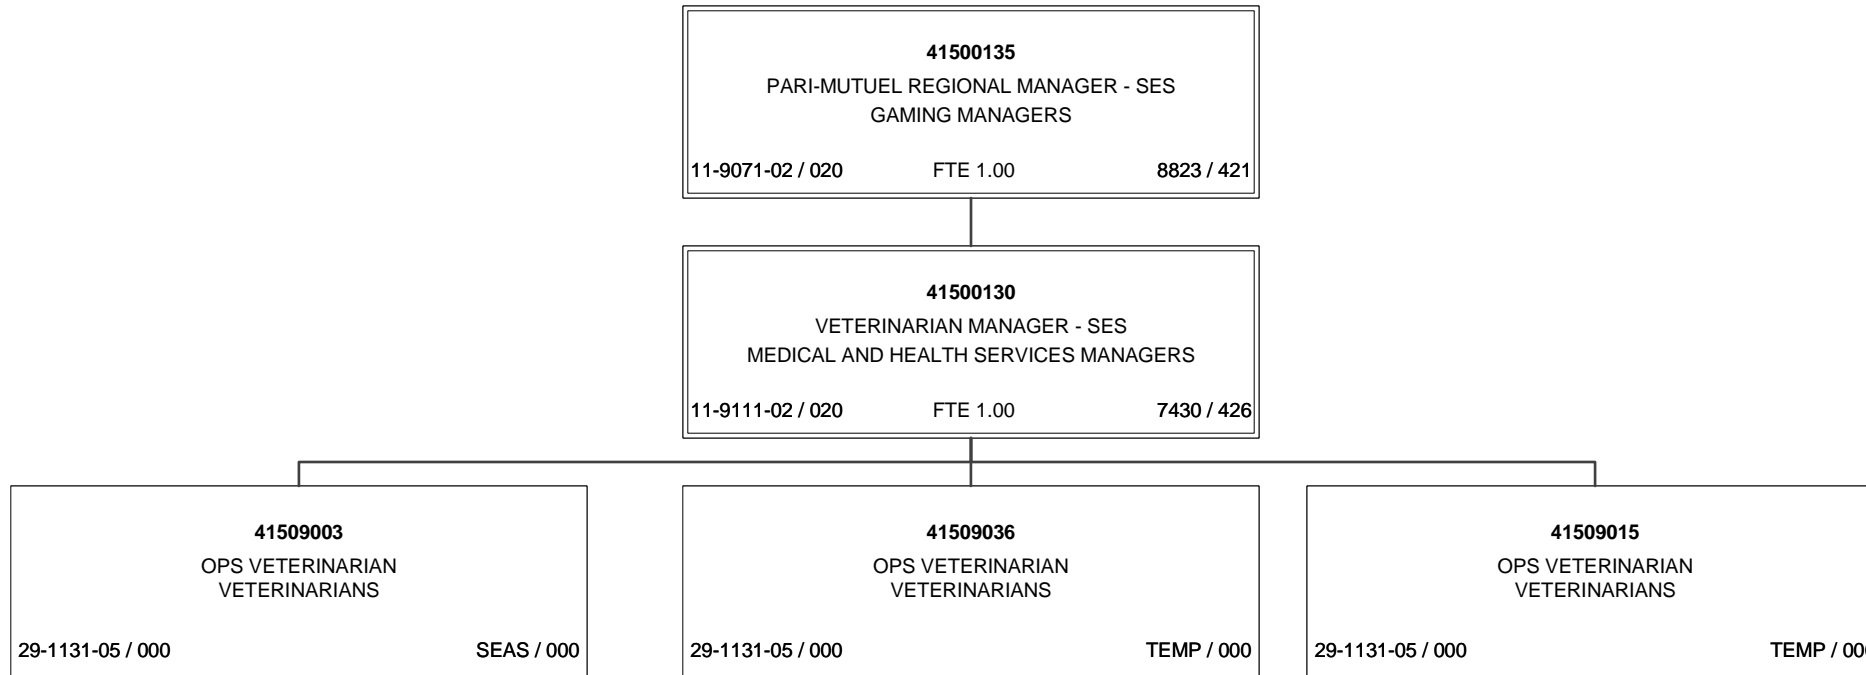 41500135
PARI-MUTUEL REGIONAL MANAGER - SES
GAMING MANAGERS
11-9071-02 / 020 FTE 1.00 8823 / 421
41500130
VETERINARIAN MANAGER - SES
MEDICAL AND HEALTH SERVICES MANAGERS
11-9111-02 / 020 FTE 1.00 7430 / 426
41509003
OPS VETERINARIAN
VETERINARIANS
29-1131-05 / 000 SEAS / 000
41509036
OPS VETERINARIAN
VETERINARIANS
29-1131-05 / 000 TEMP / 000
41509015
OPS VETERINARIAN
VETERINARIANS
29-1131-05 / 000 TEMP /